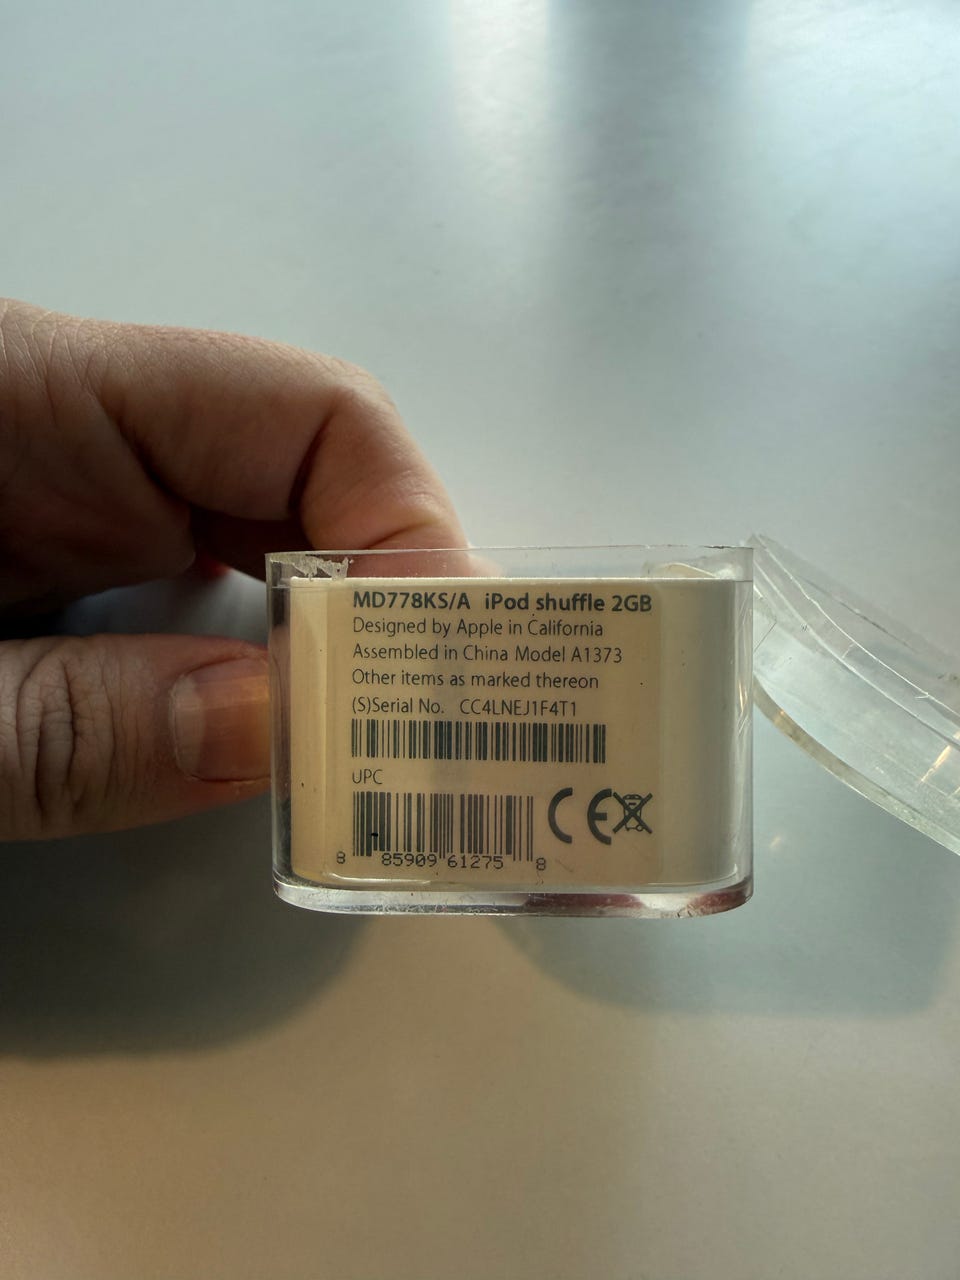 MD778KS/A iPod shuffle 2GB
Designed by Apple in California
Assembled in China Model A1373
Other items as marked thereon
(S)Serial No. CC4LNEJ1F4T1
UPC
CE
8 85909 61275 8